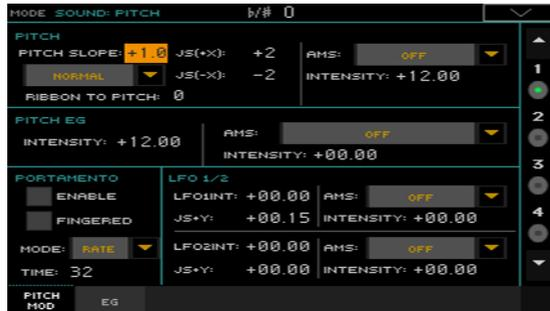 MODE SOUND: PITCH b/# 0
PITCH
PITCH SLOPE: +1.0 JS(+X): +2 AMS: OFF
NORMAL JS(-X): -2 INTENSITY: +12.00
RIBBON TO PITCH: 0
PITCH EG
INTENSITY: +12.00 AMS: OFF
INTENSITY: +00.00
PORTAMENTO LFO 1/2
ENABLE LFO1INT: +00.00 AMS: OFF
FINGERED JS+Y: +00.15 INTENSITY: +00.00
MODE: RATE LFO2INT: +00.00 AMS: OFF
TIME: 32 JS+Y: +00.00 INTENSITY: +00.00
PITCH MOD EG
1
2
3
4